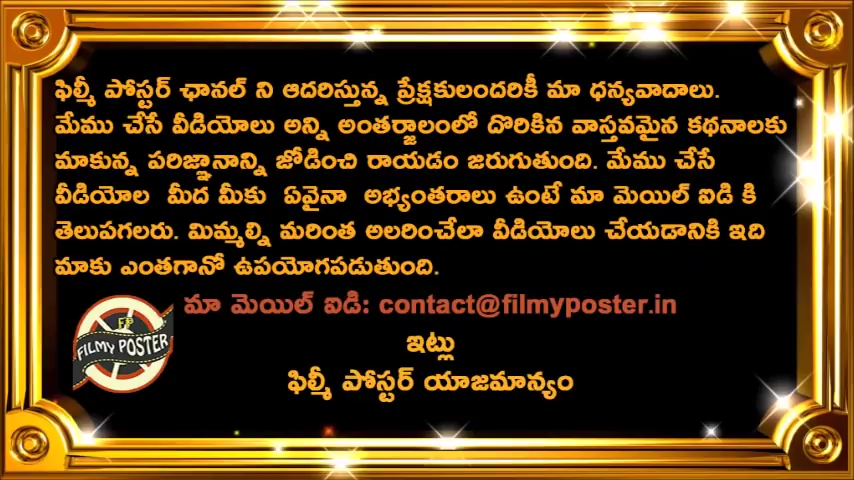 ఫిల్మీ పోస్టర్ ఛానల్ ని ఆదరిస్తున్న ప్రేక్షకులందరికీ మా ధన్యవాదాలు.
మేము చేసే వీడియోలు అన్ని అంతర్జాలంలో దొరికిన వాస్తవమైన కథనాలకు
మాకున్న పరిజ్ఞానాన్ని జోడించి రాయడం జరుగుతుంది. మేము చేసే
వీడియోల మీద మీకు ఏవైనా అభ్యంతరాలు ఉంటే మా మెయిల్ ఐడి కి
తెలుపగలరు. మిమ్మల్ని మరింత అలరించేలా వీడియోలు చేయడానికి ఇది
మాకు ఎంతగానో ఉపయోగపడుతుంది.
మా మెయిల్ ఐడి: contact@filmyposter.in
FP
FILMY POSTER
ఇట్లు
ఫిల్మీ పోస్టర్ యాజమాన్యం